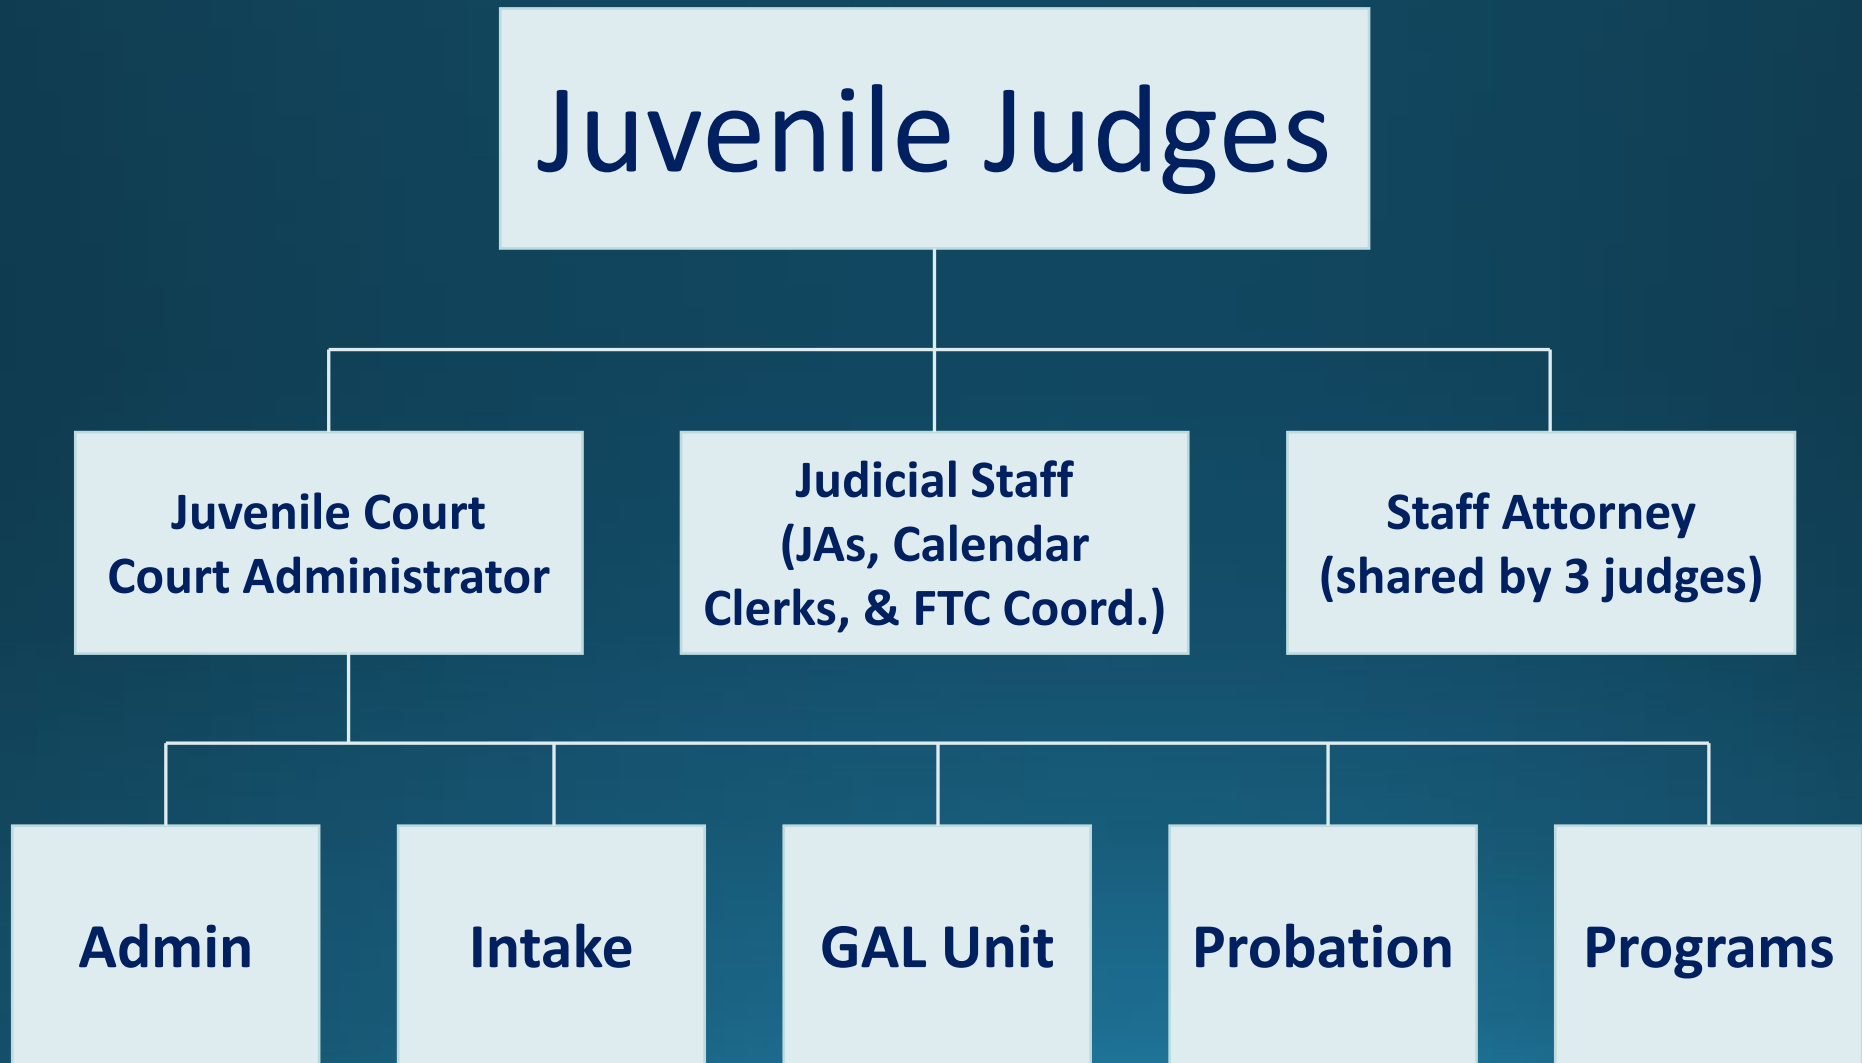 Juvenile Judges
Juvenile Court
Court Administrator
Judicial Staff
(JAs, Calendar
Clerks, & FTC Coord.)
Staff Attorney
(shared by 3 judges)
Admin
Intake
GAL Unit
Probation
Programs